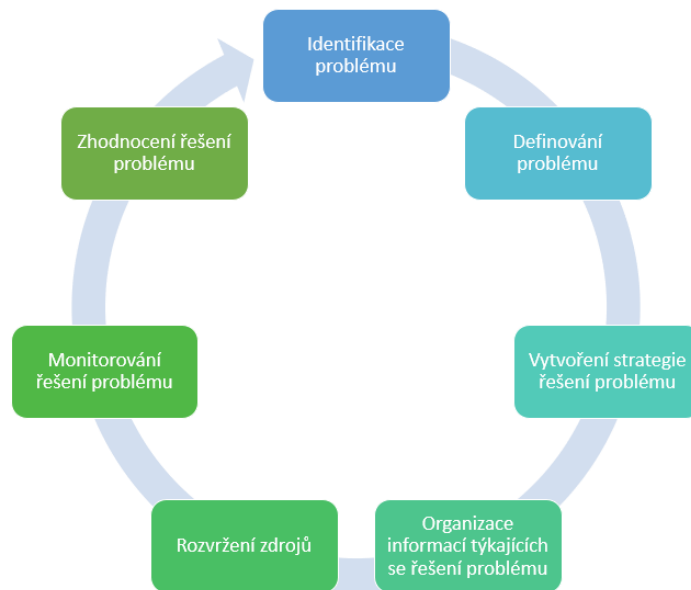 Identifikace
problému
Definování
problému
Vytvoření strategie
řešení problému
Organizace
informací týkajících
se řešení problému
Rozvržení zdrojů
Monitorování
řešení problému
Zhodnocení řešení
problému